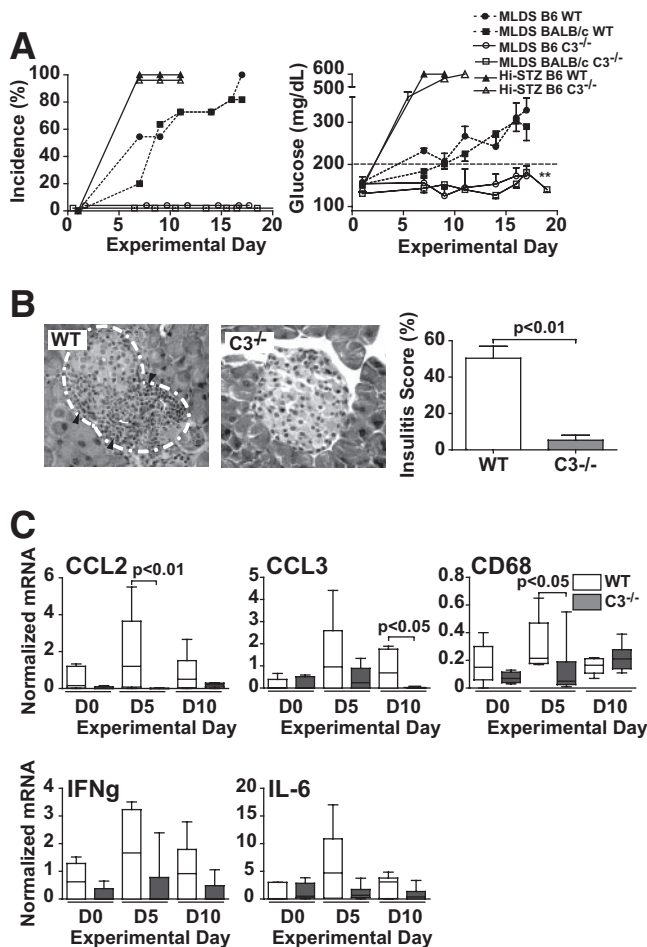 A
MLDS B6 WT
MLDS BALB/c WT
MLDS B6 C3-/-
MLDS BALB/c C3-/-
Hi-STZ B6 WT
Hi-STZ B6 C3-/-
Incidence (%)
100
80
60
40
20
0
0 5 10 15 20
Experimental Day
Glucose (mg/dL)
600
500
300
200
100
**
0 5 10 15 20
Experimental Day
B
WT
C3-/-
Insulitis Score (%)
60
40
20
0
p<0.01
WT C3-/-
C
Normalized mRNA
CCL2
p<0.01
6
4
2
0
D0 D5 D10
Experimental Day
CCL3
p<0.05
5
4
3
2
1
0
D0 D5 D10
Experimental Day
CD68
p<0.05
WT
C3-/-
0.8
0.6
0.4
0.2
0.0
D0 D5 D10
Experimental Day
Normalized mRNA
IFNg
4
3
2
1
0
D0 D5 D10
Experimental Day
IL-6
20
15
10
5
0
D0 D5 D10
Experimental Day